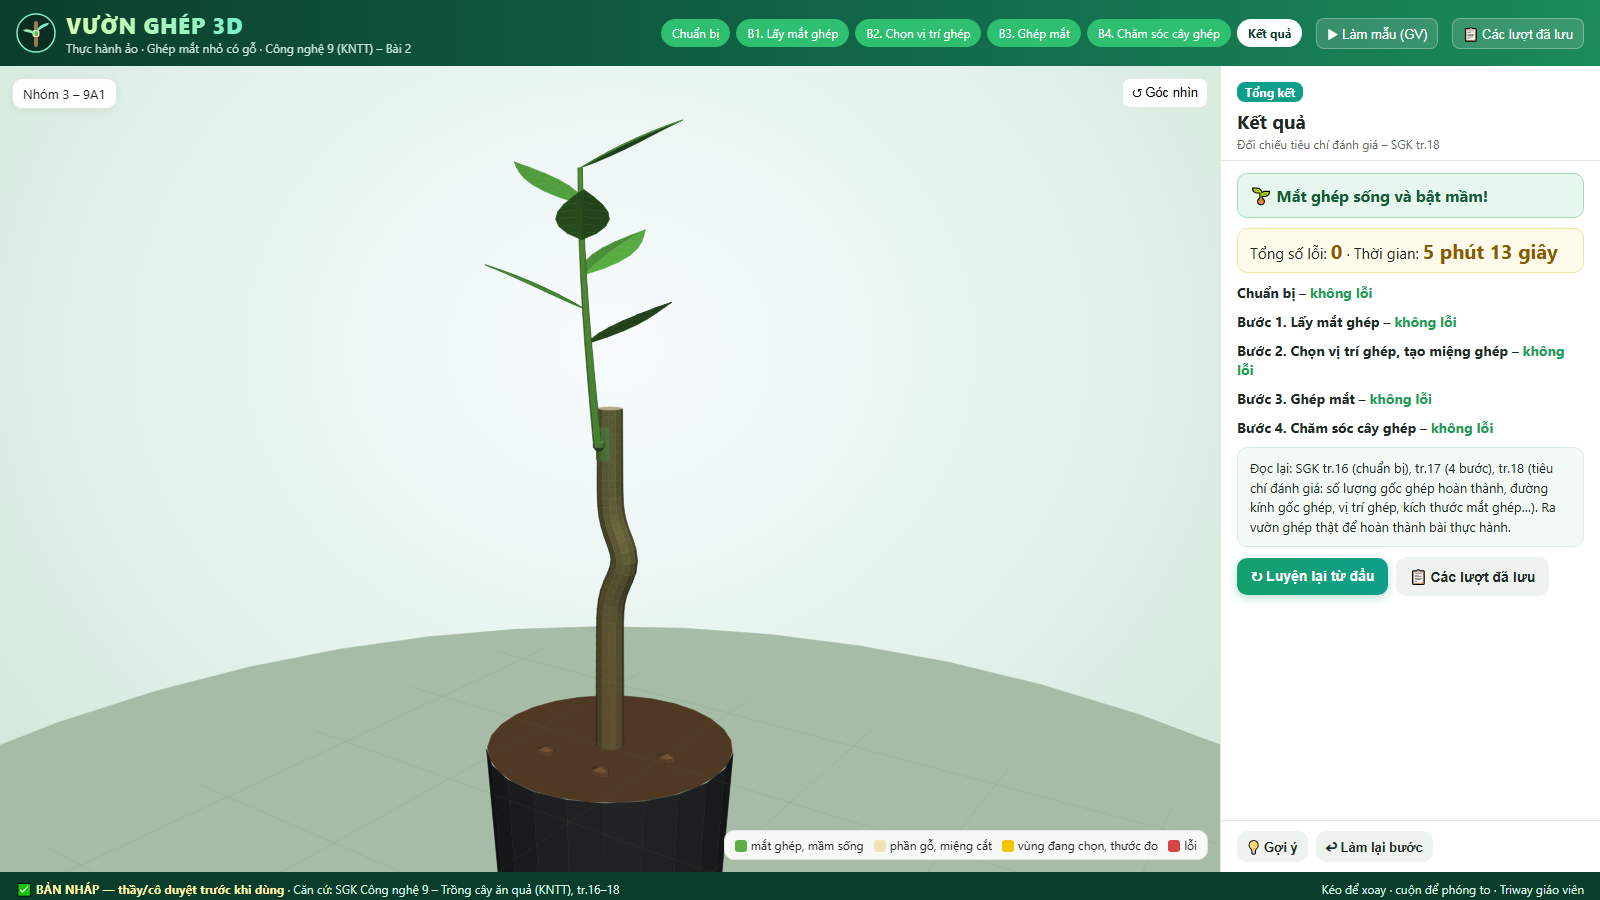 VƯỜN GHÉP 3D
Thực hành ảo · Ghép mắt nhỏ có gỗ · Công nghệ 9 (KNTT) – Bài 2
Chuẩn bị
B1. Lấy mắt ghép
B2. Chọn vị trí ghép
B3. Ghép mắt
B4. Chăm sóc cây ghép
Kết quả
▶ Làm mẫu (GV)
📋 Các lượt đã lưu
Nhóm 3 – 9A1
↺ Góc nhìn
Tổng kết
Kết quả
Đối chiếu tiêu chí đánh giá – SGK tr.18
🌱 Mắt ghép sống và bật mầm!
Tổng số lỗi: 0 · Thời gian: 5 phút 13 giây
Chuẩn bị – không lỗi
Bước 1. Lấy mắt ghép – không lỗi
Bước 2. Chọn vị trí ghép, tạo miệng ghép – không
lỗi
Bước 3. Ghép mắt – không lỗi
Bước 4. Chăm sóc cây ghép – không lỗi
Đọc lại: SGK tr.16 (chuẩn bị), tr.17 (4 bước), tr.18 (tiêu
chí đánh giá: số lượng gốc ghép hoàn thành, đường
kính gốc ghép, vị trí ghép, kích thước mắt ghép...). Ra
vườn ghép thật để hoàn thành bài thực hành.
↻ Luyện lại từ đầu
📋 Các lượt đã lưu
mắt ghép, mầm sống
phần gỗ, miệng cắt
vùng đang chọn, thước đo
lỗi
💡 Gợi ý
↩ Làm lại bước
✅ BẢN NHÁP — thầy/cô duyệt trước khi dùng · Căn cứ: SGK Công nghệ 9 – Trồng cây ăn quả (KNTT), tr.16–18
Kéo để xoay · cuộn để phóng to · Triway giáo viên